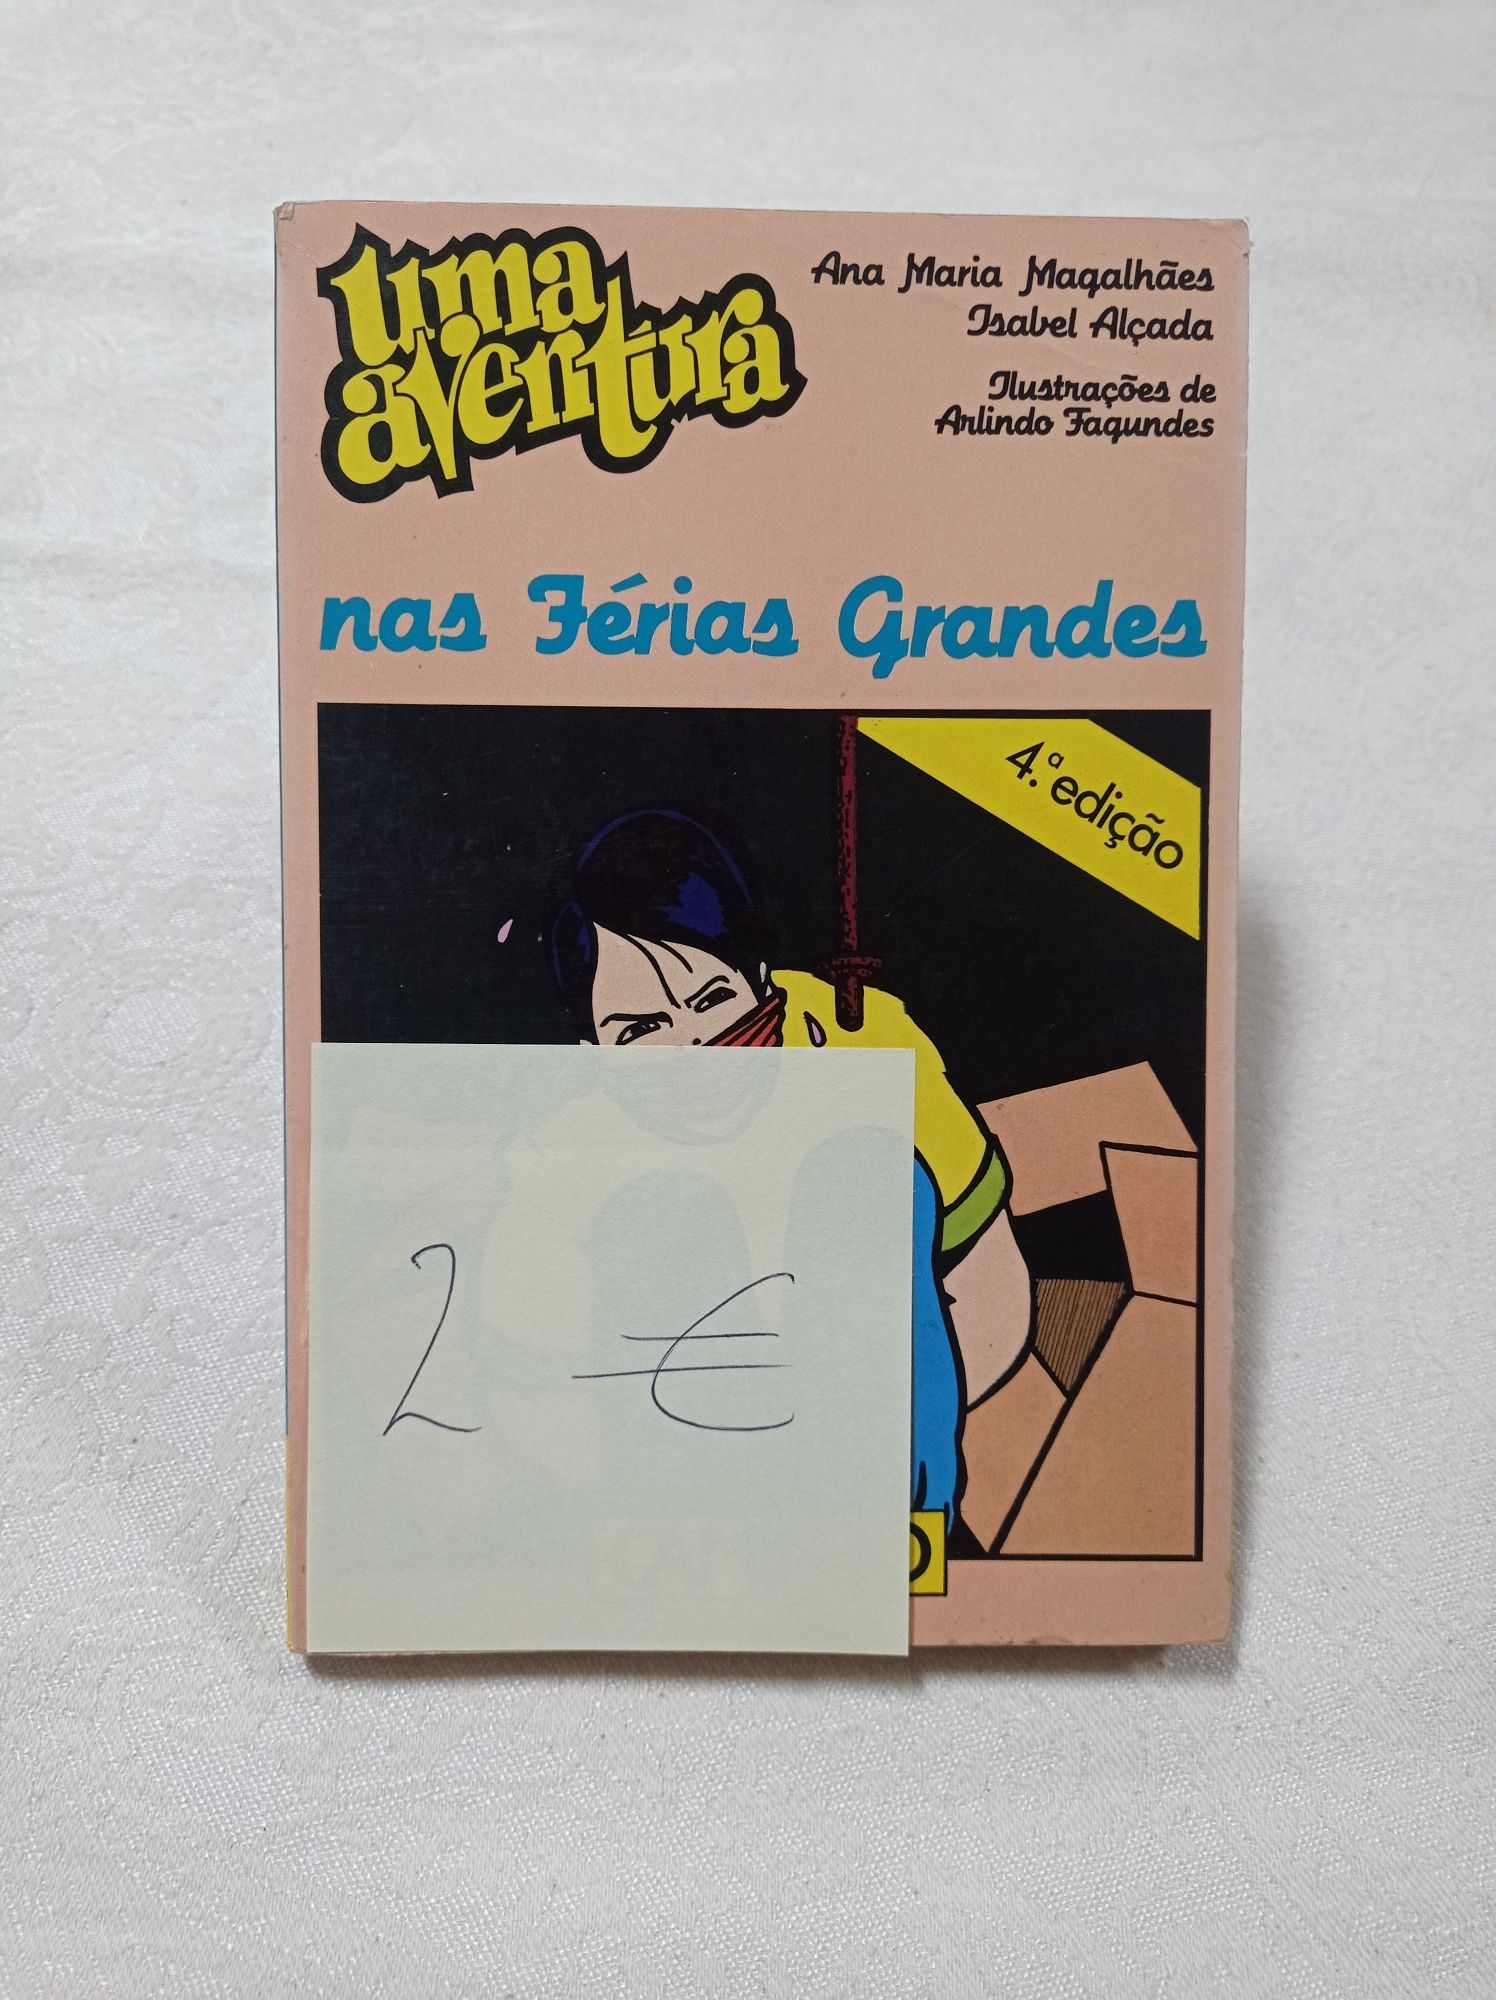 uma
aventura
Ana Maria Magalhães
Isabel Alçada
Ilustrações de
Arlindo Fagundes
nas Férias Grandes
4.ª edição
2 €